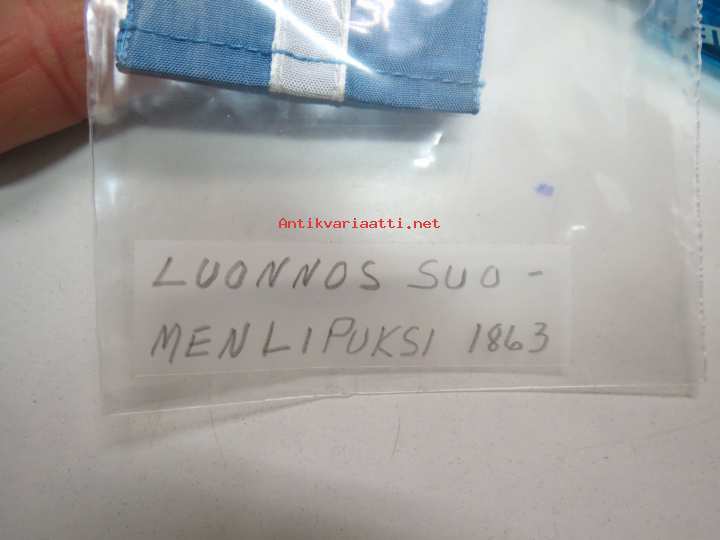 Antikvariaatti.net
LUONNOS SUO-
MENLIPUKSI 1863